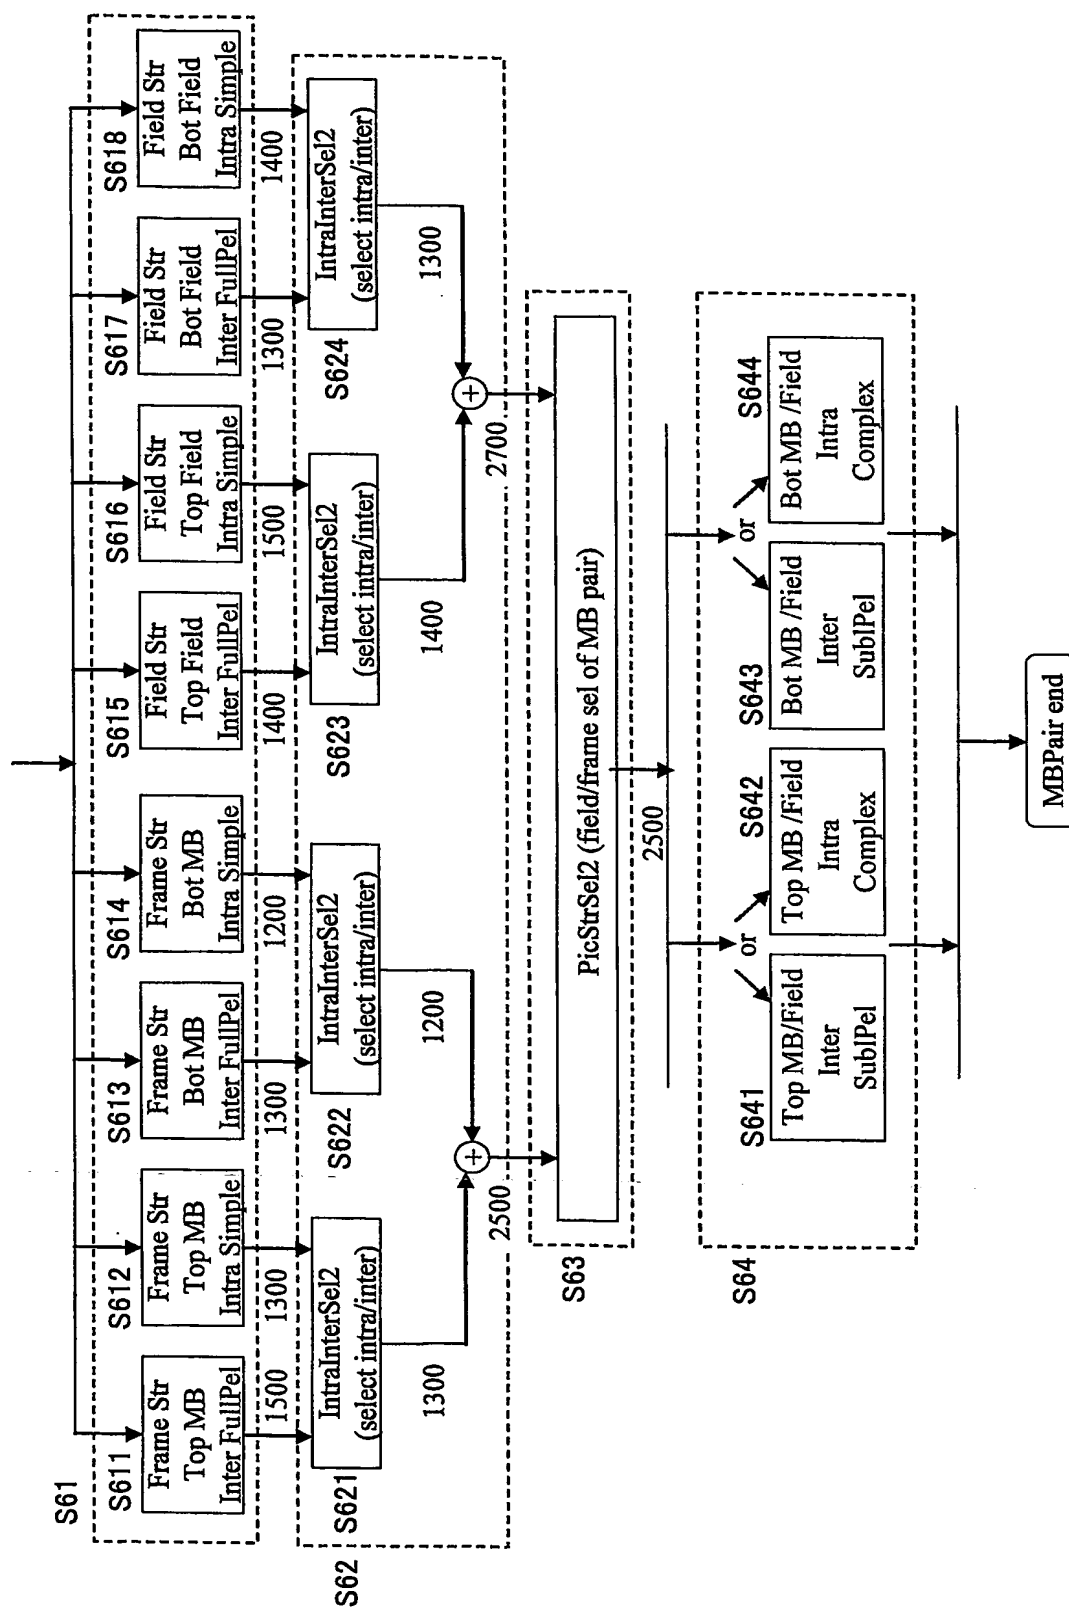 S61
S611
Frame Str
Top MB
Inter FullPel
1500
S612
Frame Str
Top MB
Intra Simple
1300
S613
Frame Str
Bot MB
Inter FullPel
1300
S614
Frame Str
Bot MB
Intra Simple
1200
S615
Field Str
Top Field
Inter FullPel
1400
S616
Field Str
Top Field
Intra Simple
1500
S617
Field Str
Bot Field
Inter FullPel
1300
S618
Field Str
Bot Field
Intra Simple
1400
S62
S621
IntraInterSel2
(select intra/inter)
1300
S622
IntraInterSel2
(select intra/inter)
1200
S623
IntraInterSel2
(select intra/inter)
1400
S624
IntraInterSel2
(select intra/inter)
1300
+
2500
+
2700
S63
PicStrSel2 (field/frame sel of MB pair)
2500
S64
or
or
S641
Top MB/Field
Inter
SublPel
S642
Top MB /Field
Intra
Complex
S643
Bot MB /Field
Inter
SublPel
S644
Bot MB /Field
Intra
Complex
MBPair end